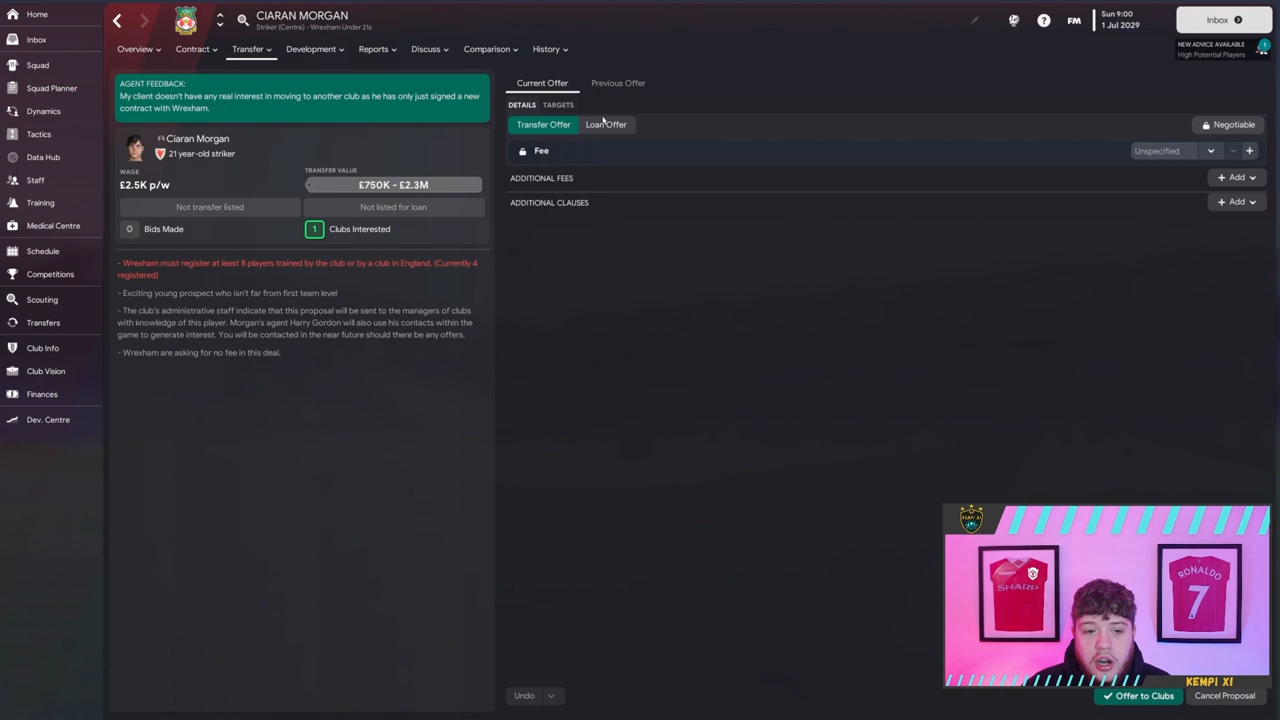 Home
Inbox
Squad
Squad Planner
Dynamics
Tactics
Data Hub
Staff
Training
Medical Centre
Schedule
Competitions
Scouting
Transfers
Club Info
Club Vision
Finances
Dev. Centre
CIARAN MORGAN
Striker (Centre) - Wrexham Under 21s
FM
Sun 9:00
1 Jul 2029
Inbox
NEW ADVICE AVAILABLE
High Potential Players
1
Overview
Contract
Transfer
Development
Reports
Discuss
Comparison
History
AGENT FEEDBACK:
My client doesn't have any real interest in moving to another club as he has only just signed a new
contract with Wrexham.
Ciaran Morgan
21 year-old striker
WAGE
£2.5K p/w
TRANSFER VALUE
£750K - £2.3M
Not transfer listed
Not listed for loan
0 Bids Made
1 Clubs Interested
- Wrexham must register at least 8 players trained by the club or by a club in England. (Currently 4
registered)
- Exciting young prospect who isn't far from first team level
- The club's administrative staff indicate that this proposal will be sent to the managers of clubs
with knowledge of this player. Morgan's agent Harry Gordon will also use his contacts within the
game to generate interest. You will be contacted in the near future should there be any offers.
- Wrexham are asking for no fee in this deal.
Current Offer
Previous Offer
DETAILS
TARGETS
Transfer Offer
Loan Offer
Negotiable
Fee
Unspecified
ADDITIONAL FEES
+ Add
ADDITIONAL CLAUSES
+ Add
KEMPI XI
SHARP
RONALDO
7
KEMPI XI
Undo
Offer to Clubs
Cancel Proposal